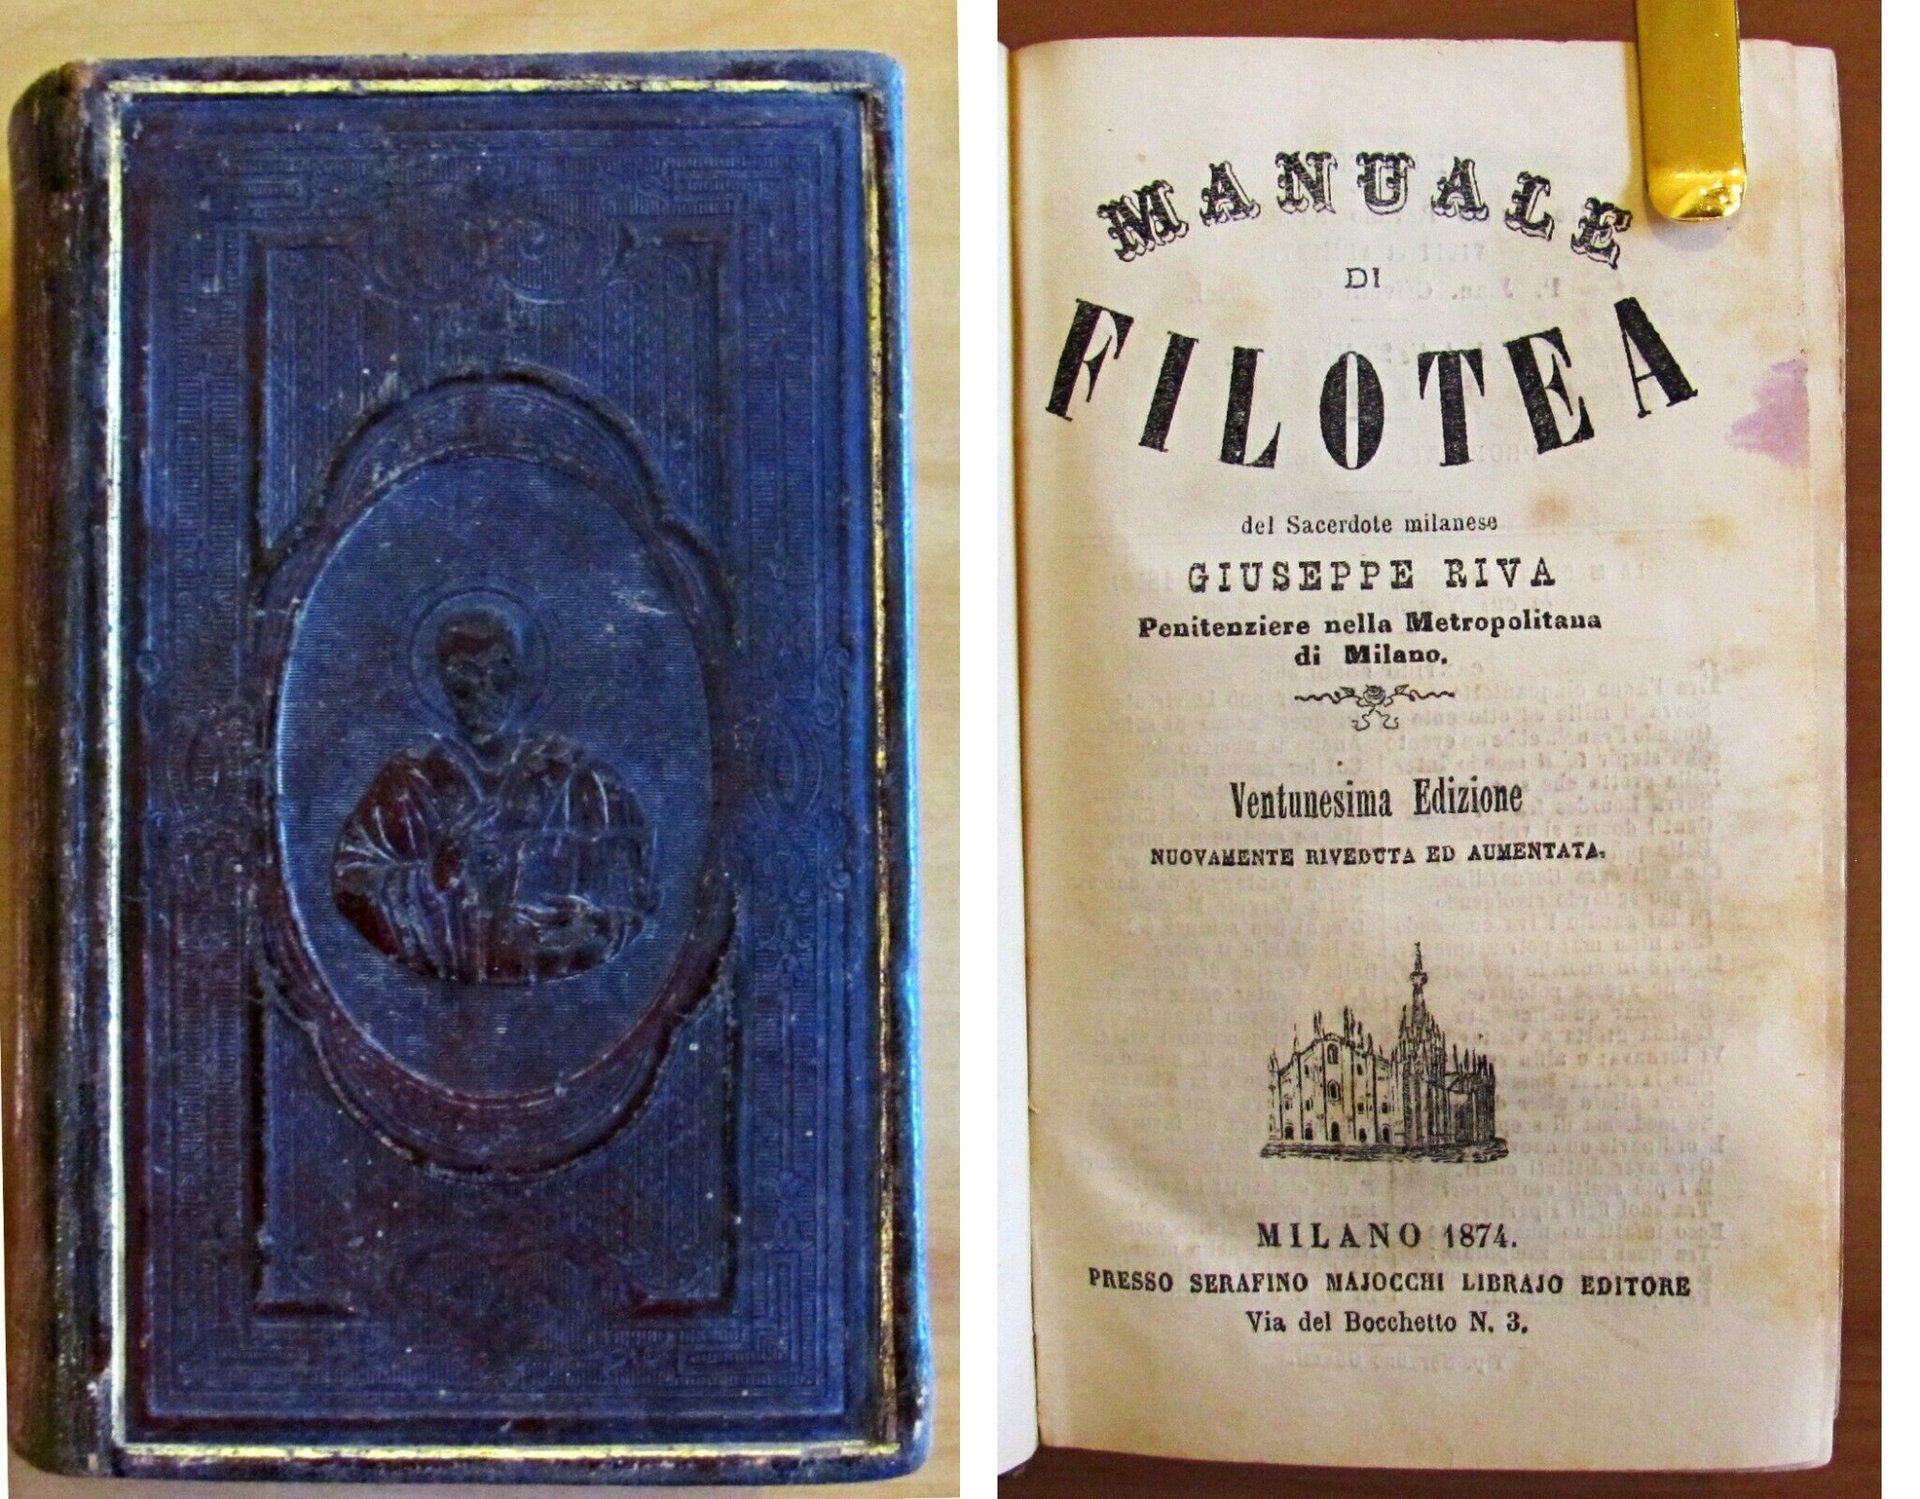 MANUALE
DI
FILOTEA
del Sacerdote milanese
GIUSEPPE RIVA
Penitenziere nella Metropolitana
di Milano.
Ventunesima Edizione
NUOVAMENTE RIVEDUTA ED AUMENTATA.
MILANO 1874.
PRESSO SERAFINO MAJOCCHI LIBRAJO EDITORE
Via del Bocchetto N. 3.